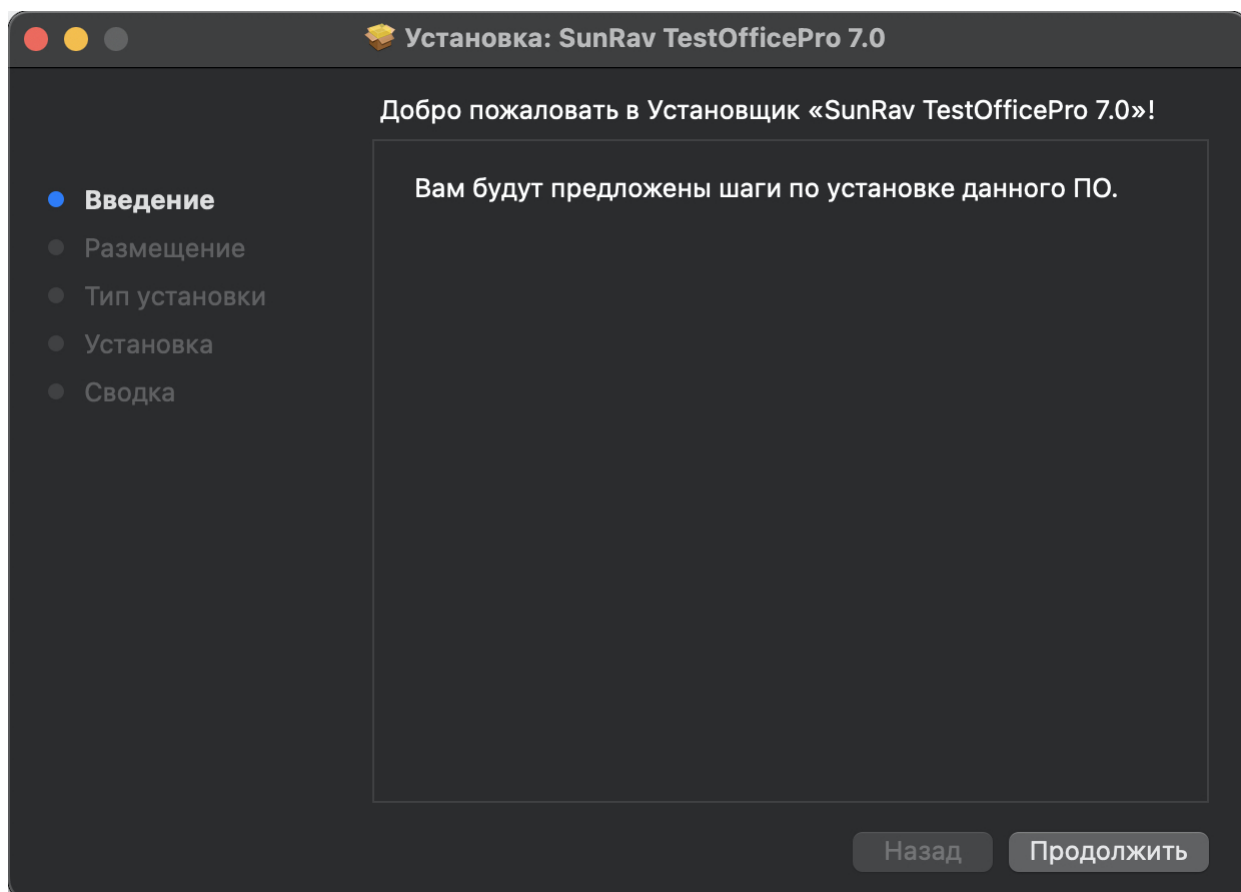 Установка: SunRav TestOfficePro 7.0
Добро пожаловать в Установщик «SunRav TestOfficePro 7.0»!
Введение
Размещение
Тип установки
Установка
Сводка
Вам будут предложены шаги по установке данного ПО.
Назад
Продолжить